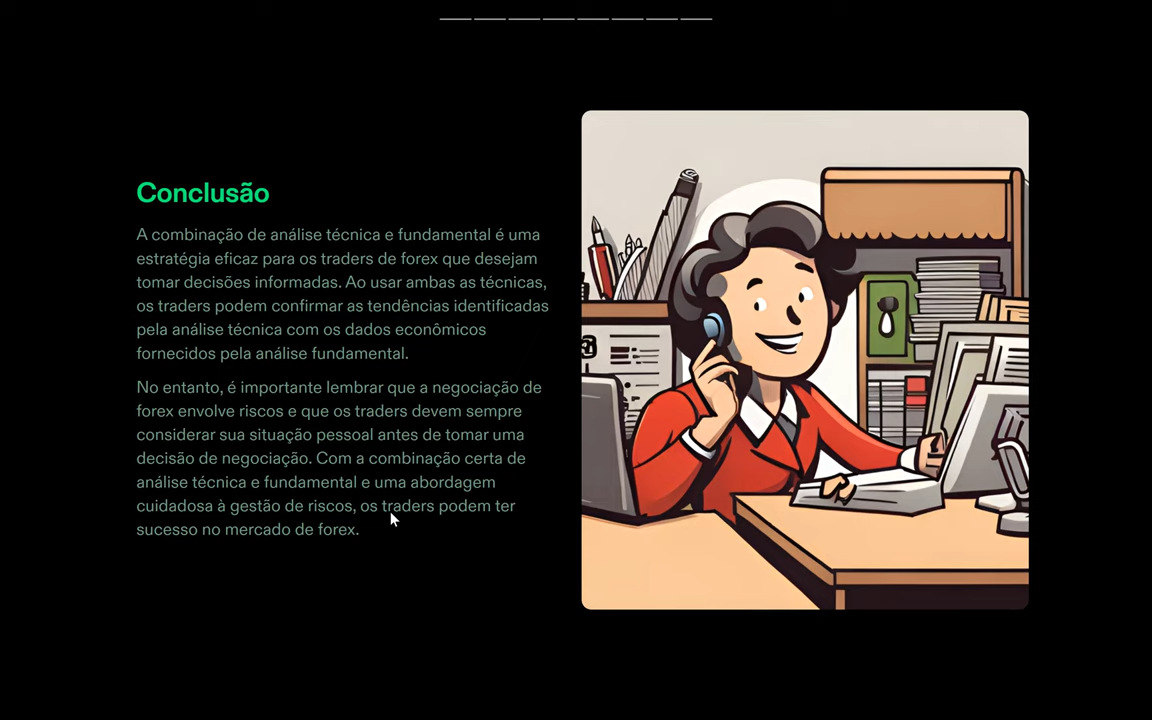 Conclusão
A combinação de análise técnica e fundamental é uma
estratégia eficaz para os traders de forex que desejam
tomar decisões informadas. Ao usar ambas as técnicas,
os traders podem confirmar as tendências identificadas
pela análise técnica com os dados econômicos
fornecidos pela análise fundamental.
No entanto, é importante lembrar que a negociação de
forex envolve riscos e que os traders devem sempre
considerar sua situação pessoal antes de tomar uma
decisão de negociação. Com a combinação certa de
análise técnica e fundamental e uma abordagem
cuidadosa à gestão de riscos, os traders podem ter
sucesso no mercado de forex.